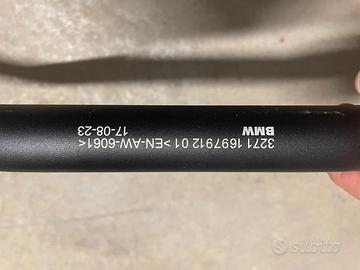 BMW
3271 1697912 01 >EN-AW-6061<
17-08-23
subito